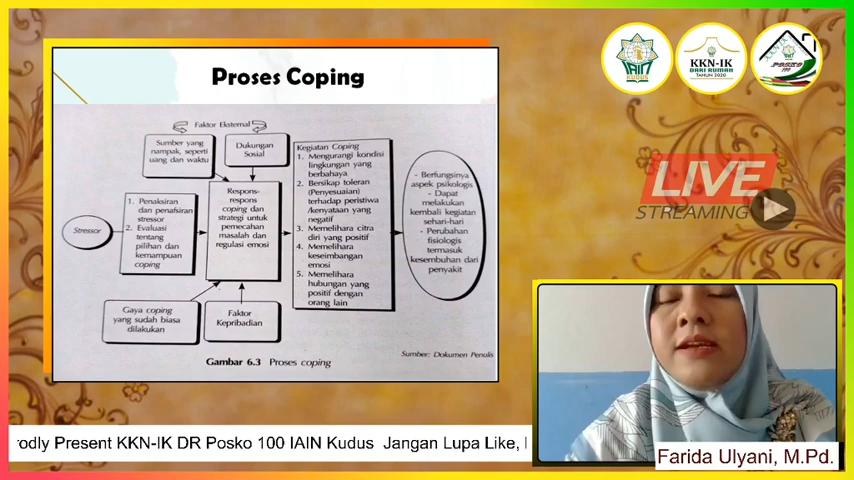 Proses Coping
Faktor Eksternal
Sumber yang
nampak, seperti
uang dan waktu
Dukungan
Sosial
Stressor
1. Penaksiran
dan penafsiran
stressor
2. Evaluasi
tentang
pilihan dan
kemampuan
coping
Respons-
respons
coping dan
strategi untuk
pemecahan
masalah dan
regulasi emosi
Kegiatan Coping
1. Mengurangi kondisi
lingkungan yang
berbahaya
2. Bersikap toleran
(Penyesuaian)
terhadap peristiwa
/kenyataan yang
negatif
3. Memelihara citra
diri yang positif
4. Memelihara
keseimbangan
emosi
5. Memelihara
hubungan yang
positif dengan
orang lain
- Berfungsinya
aspek psikologis
- Dapat
melakukan
kembali kegiatan
sehari-hari
- Perubahan
fisiologis
termasuk
kesembuhan dari
penyakit
Gaya coping
yang sudah biasa
dilakukan
Faktor
Kepribadian
Sumber: Dokumen Penulis
Gambar 6.3 Proses coping
IAIN
KUDUS
KKN-IK
DARI RUMAH
TAHUN 2020
POSKO
100
LIVE
STREAMING
rodly Present KKN-IK DR Posko 100 IAIN Kudus Jangan Lupa Like,
Farida Ulyani, M.Pd.